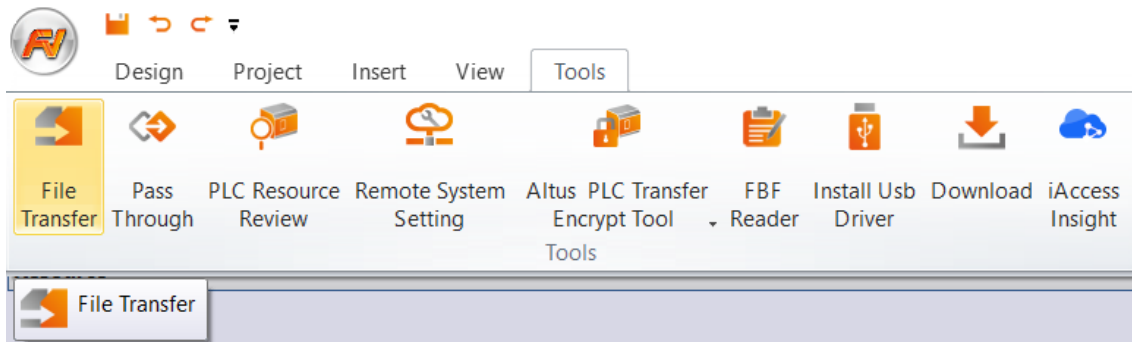 FV
Design Project Insert View Tools
File PLC Resource Remote System Altus PLC Transfer FBF Install Usb Download iAccess
Transfer Pass Through Review Setting Encrypt Tool Reader Driver Insight
Tools
File Transfer